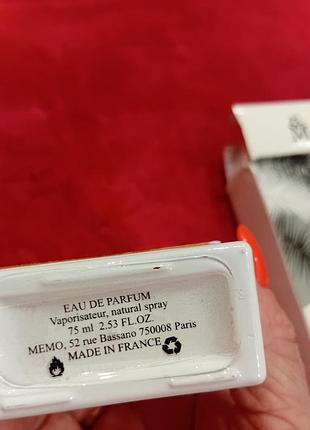 EAU DE PARFUM
Vaporisateur, natural spray
75 ml 2.53 FL.OZ.
MEMO, 52 rue Bassano 750008 Paris
MADE IN FRANCE